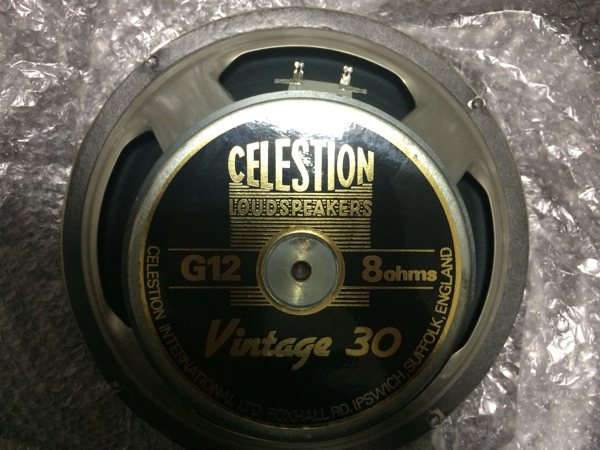 CELESTION
LOUDSPEAKERS
G12 8ohms
Vintage 30
CELESTION INTERNATIONAL LTD. FOXHALL RD. IPSWICH, SUFFOLK, ENGLAND